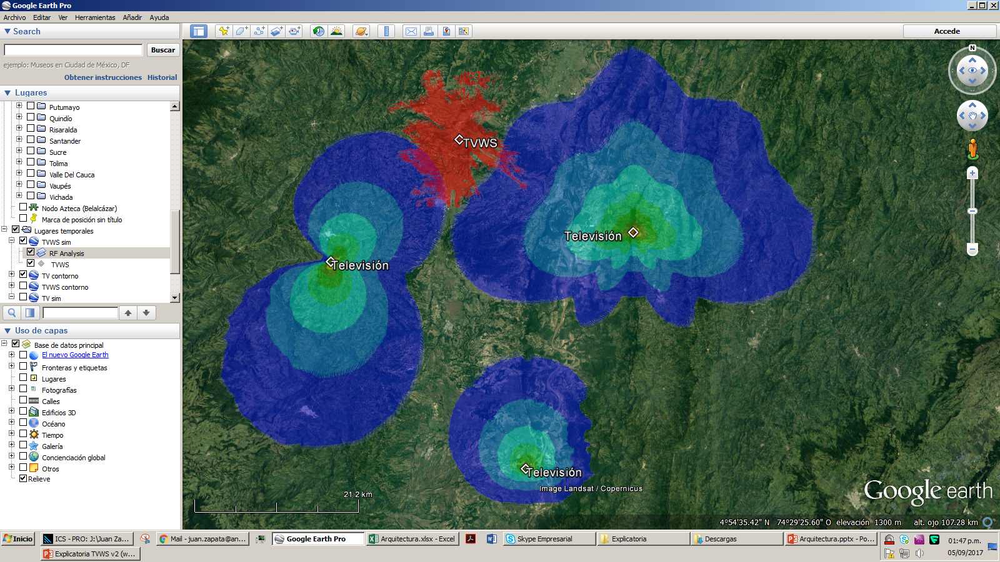 Google Earth Pro
Archivo Editar Ver Herramientas Añadir Ayuda
Search
Buscar
ejemplo: Museos en Ciudad de México, DF
Obtener instrucciones Historial
Lugares
Putumayo
Quindío
Risaralda
Santander
Sucre
Tolima
Valle Del Cauca
Vaupés
Vichada
Nodo Azteca (Belalcázar)
Marca de posición sin título
Lugares temporales
TVWS sim
RF Analysis
TVWS
TV contorno
TVWS contorno
TV sim
Uso de capas
Base de datos principal
El nuevo Google Earth
Fronteras y etiquetas
Lugares
Fotografías
Calles
Edificios 3D
Océano
Tiempo
Galería
Concienciación global
Otros
Relieve
Accede
N
TVWS
Televisión
Televisión
Televisión
Image Landsat / Copernicus
21.2 km
Google earth
4°54'35.42" N 74°29'25.60" O elevación 1300 m alt. ojo 107.28 km
Inicio
ICS - PRO: J:\Juan Za...
Mail - juan.zapata@an...
Google Earth Pro
Arquitectura.xlsx - Excel
Skype Empresarial
Explicatoria
Descargas
Arquitectura.pptx - Po...
Explicatoria TVWS v2 (w...
01:47 p.m.
05/09/2017